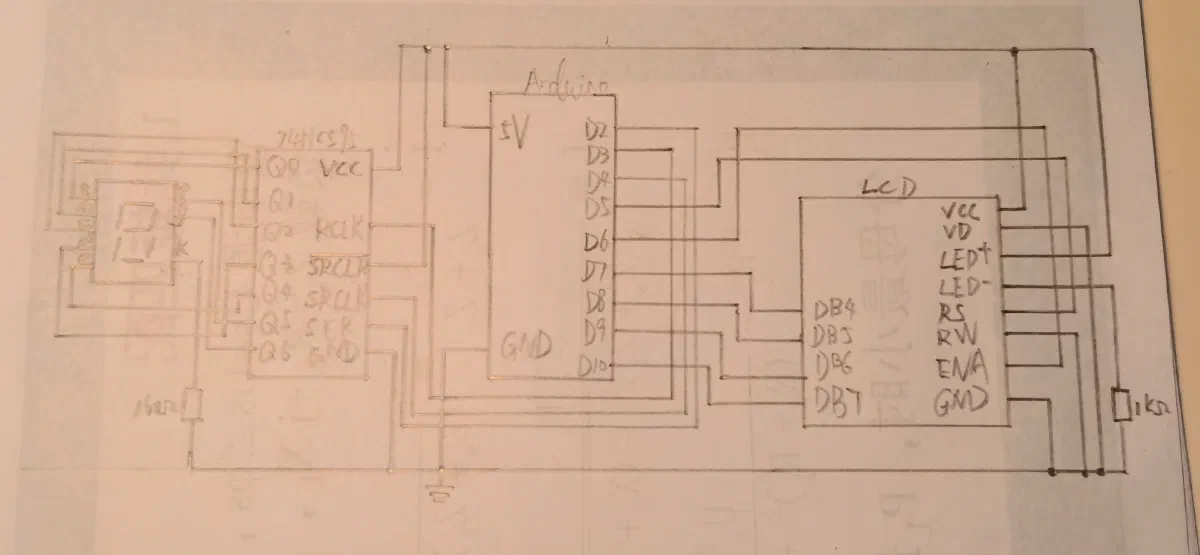 Arduino
74HC595
Q0
Q1
Q2
Q3
Q4
Q5
Q6
VCC
RCLK
SRCLR
SRCLK
SER
GND
5V
GND
D2
D3
D4
D5
D6
D7
D8
D9
D10
LCD
DB4
DB5
DB6
DB7
VCC
VD
LED+
LED-
RS
RW
ENA
GND
1kΩ